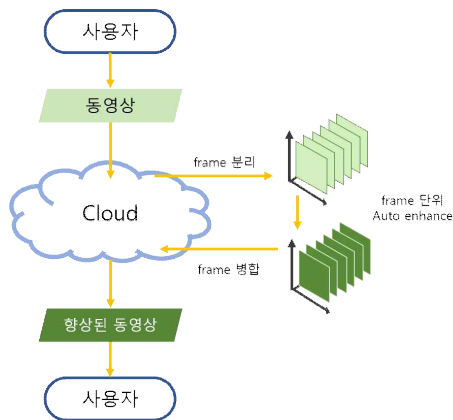 사용자
동영상
frame 분리
Cloud
frame 단위
Auto enhance
frame 병합
향상된 동영상
사용자